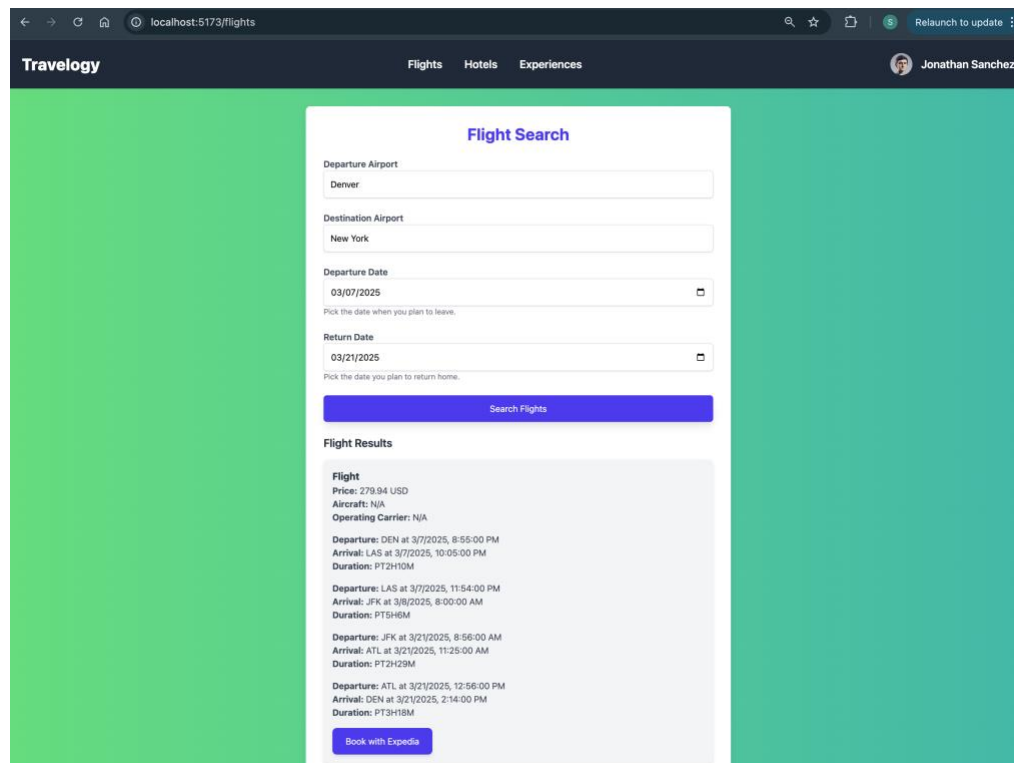 localhost:5173/flights
S
Relaunch to update
Travelogy
Flights Hotels Experiences
Jonathan Sanchez
Flight Search
Departure Airport
Denver
Destination Airport
New York
Departure Date
03/07/2025
Pick the date when you plan to leave.
Return Date
03/21/2025
Pick the date you plan to return home.
Search Flights
Flight Results
Flight
Price: 279.94 USD
Aircraft: N/A
Operating Carrier: N/A
Departure: DEN at 3/7/2025, 8:55:00 PM
Arrival: LAS at 3/7/2025, 10:05:00 PM
Duration: PT2H10M
Departure: LAS at 3/7/2025, 11:54:00 PM
Arrival: JFK at 3/8/2025, 8:00:00 AM
Duration: PT5H6M
Departure: JFK at 3/21/2025, 8:56:00 AM
Arrival: ATL at 3/21/2025, 11:25:00 AM
Duration: PT2H29M
Departure: ATL at 3/21/2025, 12:56:00 PM
Arrival: DEN at 3/21/2025, 2:14:00 PM
Duration: PT3H18M
Book with Expedia